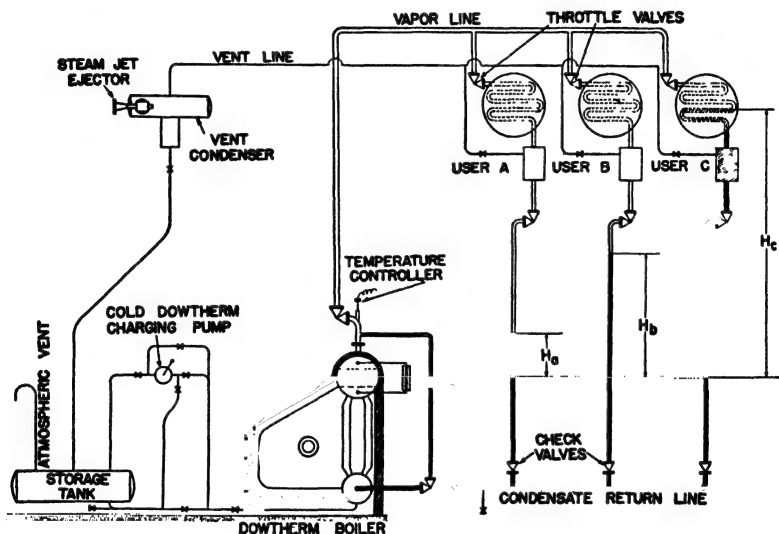 VAPOR LINE
THROTTLE VALVES
STEAM JET
EJECTOR
VENT LINE
VENT
CONDENSER
USER A
USER B
USER C
TEMPERATURE
CONTROLLER
Hc
Hb
Ha
COLD DOWTHERM
CHARGING PUMP
ATMOSPHERIC VENT
CHECK
VALVES
STORAGE
TANK
CONDENSATE RETURN LINE
DOWTHERM BOILER